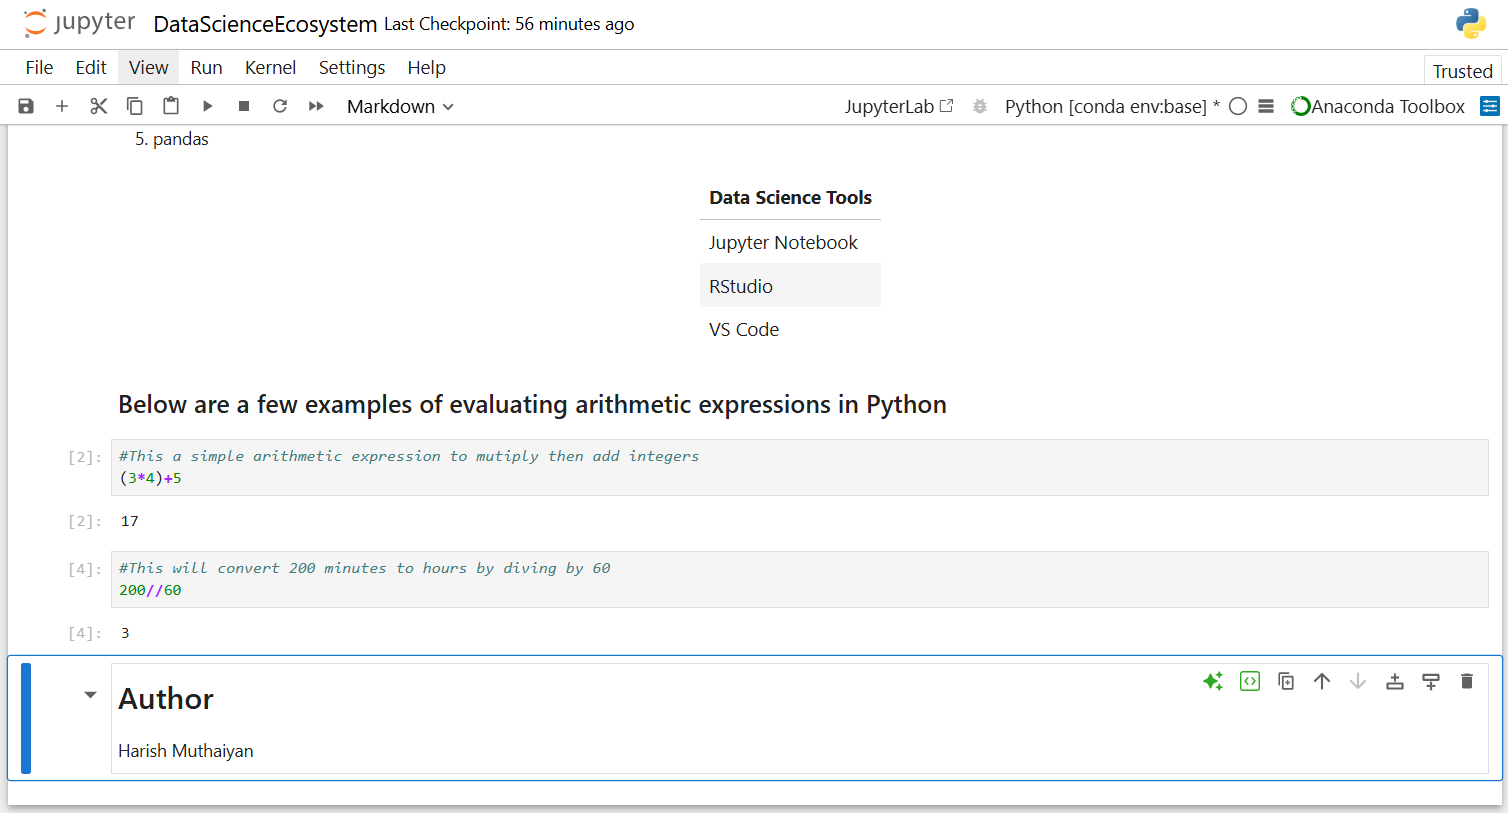 jupyter DataScienceEcosystem Last Checkpoint: 56 minutes ago
File Edit View Run Kernel Settings Help
Trusted
Markdown JupyterLab Python [conda env:base] * Anaconda Toolbox
5. pandas
Data Science Tools
Jupyter Notebook
RStudio
VS Code
Below are a few examples of evaluating arithmetic expressions in Python
[2]: #This a simple arithmetic expression to mutiply then add integers
(3*4)+5
[2]: 17
[4]: #This will convert 200 minutes to hours by diving by 60
200//60
[4]: 3
Author
Harish Muthaiyan